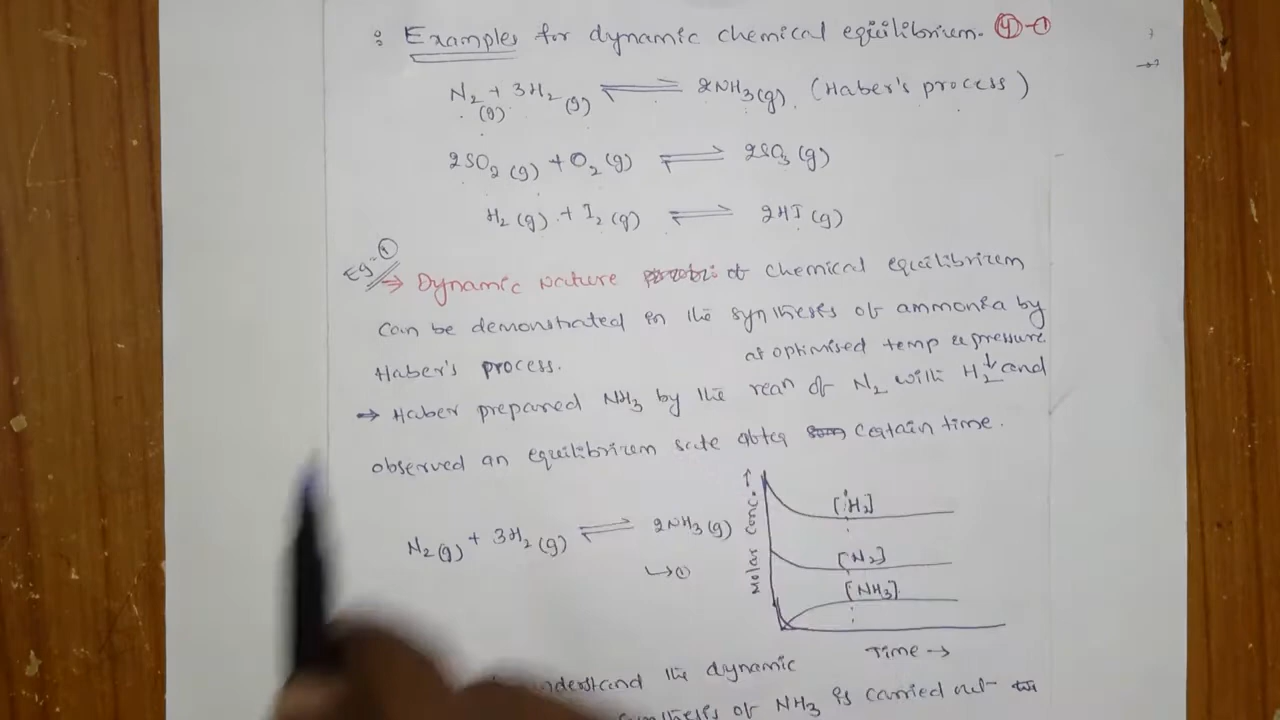 : Examples for dynamic chemical equilibrium. 4-1
N₂(g) + 3H₂(g) ⇌ 2NH₃(g). (Haber's process)
2SO₂(g) + O₂(g) ⇌ 2SO₃(g)
H₂(g) + I₂(g) ⇌ 2HI(g)
Eg-1
→ Dynamic nature of chemical equilibrium
can be demonstrated in the syntheses of ammonia by
Haber's process.
at optimised temp & pressure
→ Haber prepared NH₃ by the rean of N₂ with H₂ and
observed an equilibrium sate after certain time.
N₂(g) + 3H₂(g) ⇌ 2NH₃(g)
↳①
Molar Conc. →
[H₂]
[N₂]
[NH₃]
Time →
understand the dynamic
of NH₃ is carried out